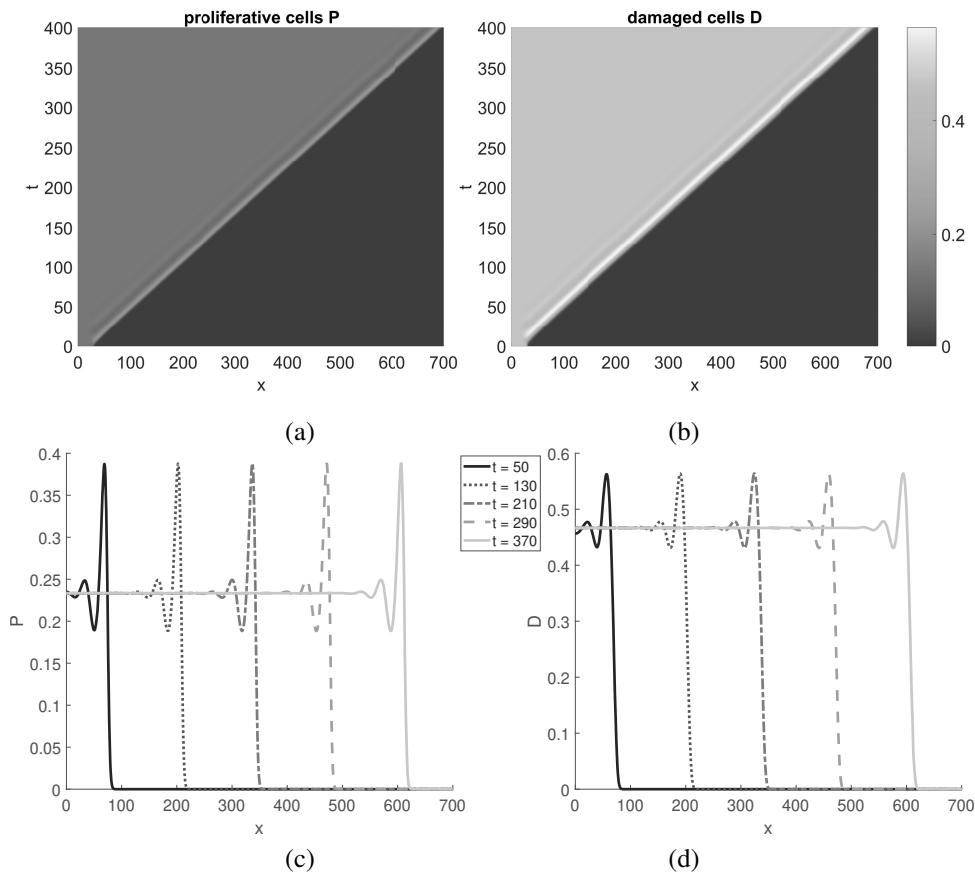 proliferative cells P
damaged cells D
400
350
300
250
200
150
100
50
0
t
0 100 200 300 400 500 600 700
x
400
350
300
250
200
150
100
50
0
t
0 100 200 300 400 500 600 700
x
0.4
0.2
0
(a)
(b)
0.4
0.35
0.3
0.25
0.2
0.15
0.1
0.05
0
P
0 100 200 300 400 500 600 700
x
t = 50
t = 130
t = 210
t = 290
t = 370
0.6
0.5
0.4
0.3
0.2
0.1
0
D
0 100 200 300 400 500 600 700
x
(c)
(d)